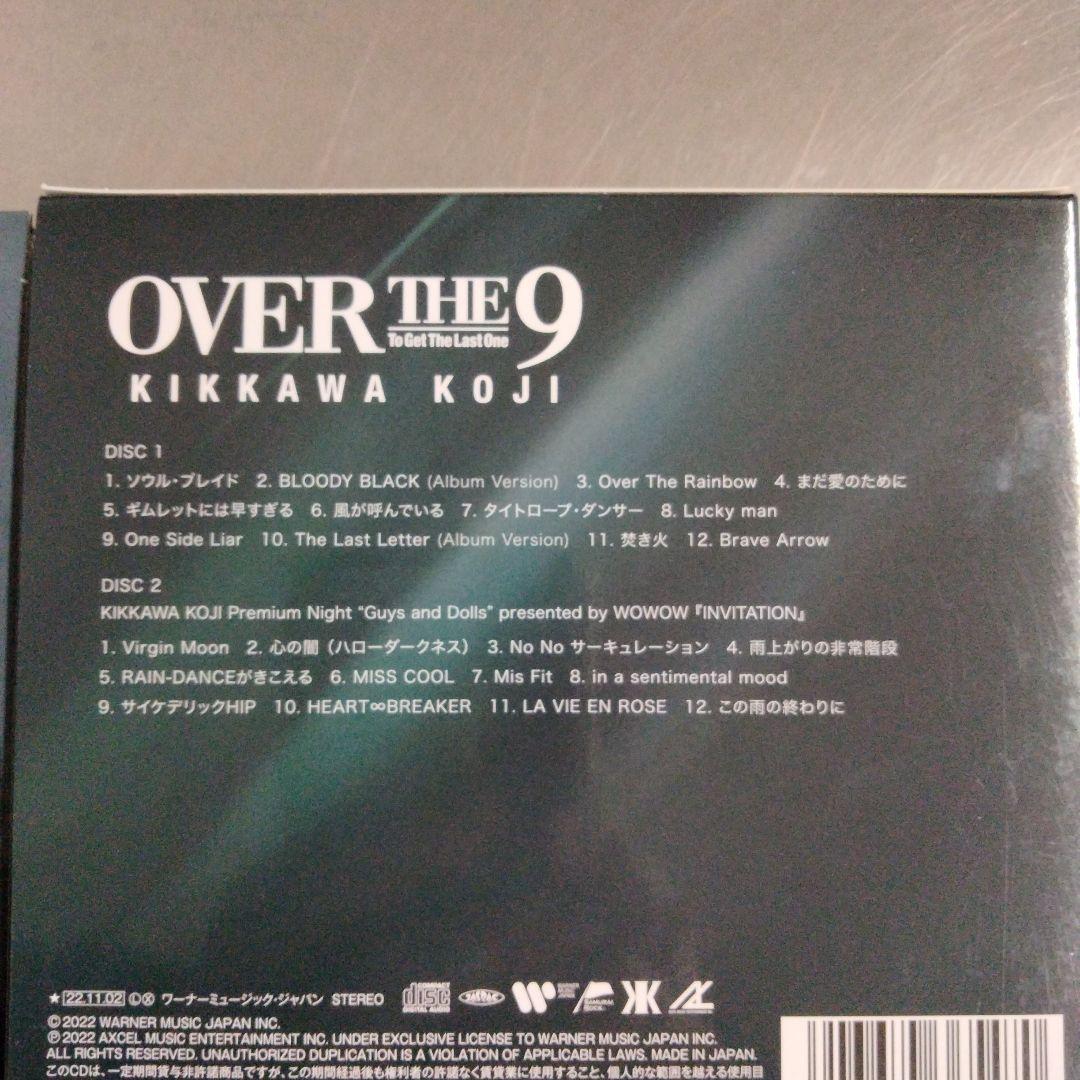 OVER THE 9
To Get The Last One
KIKKAWA KOJI
DISC 1
1. ソウル・ブレイド 2. BLOODY BLACK (Album Version) 3. Over The Rainbow 4. まだ愛のために
5. ギムレットには早すぎる 6. 風が呼んでいる 7. タイトロープ・ダンサー 8. Lucky man
9. One Side Liar 10. The Last Letter (Album Version) 11. 焚き火 12. Brave Arrow
DISC 2
KIKKAWA KOJI Premium Night "Guys and Dolls" presented by WOWOW『INVITATION』
1. Virgin Moon 2. 心の闇（ハローダークネス） 3. No No サーキュレーション 4. 雨上がりの非常階段
5. RAIN-DANCEがきこえる 6. MISS COOL 7. Mis Fit 8. in a sentimental mood
9. サイケデリックHIP 10. HEART∞BREAKER 11. LA VIE EN ROSE 12. この雨の終わりに
★ 22.11.02 ワーナーミュージック・ジャパン STEREO
COMPACT disc DIGITAL AUDIO
WARNER MUSIC JAPAN
SAMURAI ROCK
© 2022 WARNER MUSIC JAPAN INC.
℗ 2022 AXCEL MUSIC ENTERTAINMENT INC. UNDER EXCLUSIVE LICENSE TO WARNER MUSIC JAPAN INC.
ALL RIGHTS RESERVED. UNAUTHORIZED DUPLICATION IS A VIOLATION OF APPLICABLE LAWS. MADE IN JAPAN.
このCDは、一定期間貸与非許諾商品ですが、この期間経過後も権利者の許諾なく賃貸業に使用すること、個人的な範囲を越える使用目